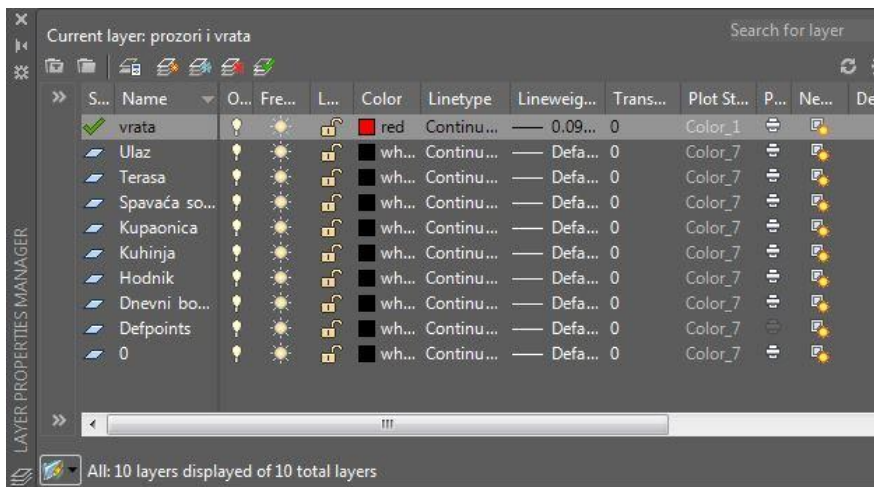 Current layer: prozori i vrata
Search for layer
S... Name O... Fre... L... Color Linetype Lineweig... Trans... Plot St... P... Ne... De
vrata red Continu... 0.09... 0 Color_1
Ulaz wh... Continu... Defa... 0 Color_7
Terasa wh... Continu... Defa... 0 Color_7
Spavaća so... wh... Continu... Defa... 0 Color_7
Kupaonica wh... Continu... Defa... 0 Color_7
Kuhinja wh... Continu... Defa... 0 Color_7
Hodnik wh... Continu... Defa... 0 Color_7
Dnevni bo... wh... Continu... Defa... 0 Color_7
Defpoints wh... Continu... Defa... 0 Color_7
0 wh... Continu... Defa... 0 Color_7
All: 10 layers displayed of 10 total layers
LAYER PROPERTIES MANAGER